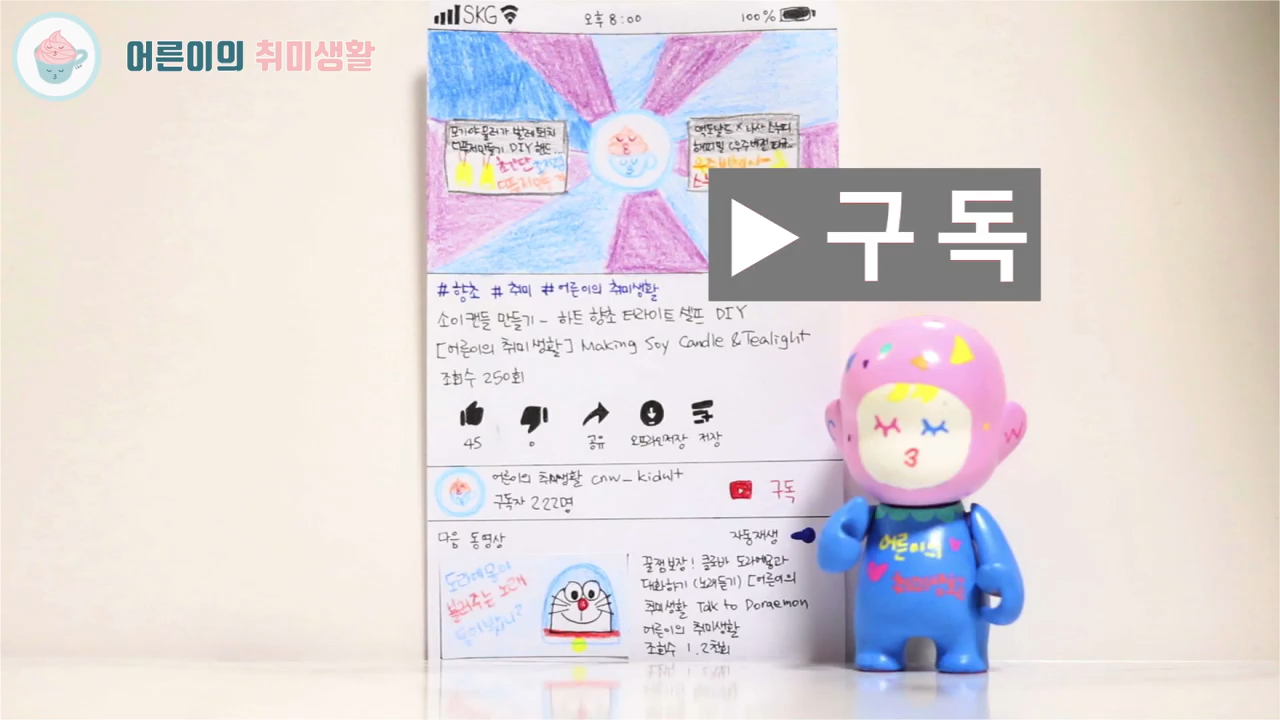 어른이의 취미생활
SKG 오후 8:00 100%
초간단
▶구독
#향초 #취미 #어른이의 취미생활
소이캔들 만들기 - 하트 향초 티라이트 셀프 DIY
[어른이의 취미생활] Making Soy Candle & Tealight
조회수 250회
45 0 공유 오프라인저장 저장
어른이의 취미생활 cnw_kidult
구독자 222명
구독
다음 동영상
자동재생
도라에몽이
불러주는 노래
들어봤니?
꿀잼보장! 클로바 도라에몽과
대화하기 (노래듣기) [어른이의
취미생활 Talk to Doraemon
어른이의 취미생활
조회수 1.2천회
어른이의
취미생활